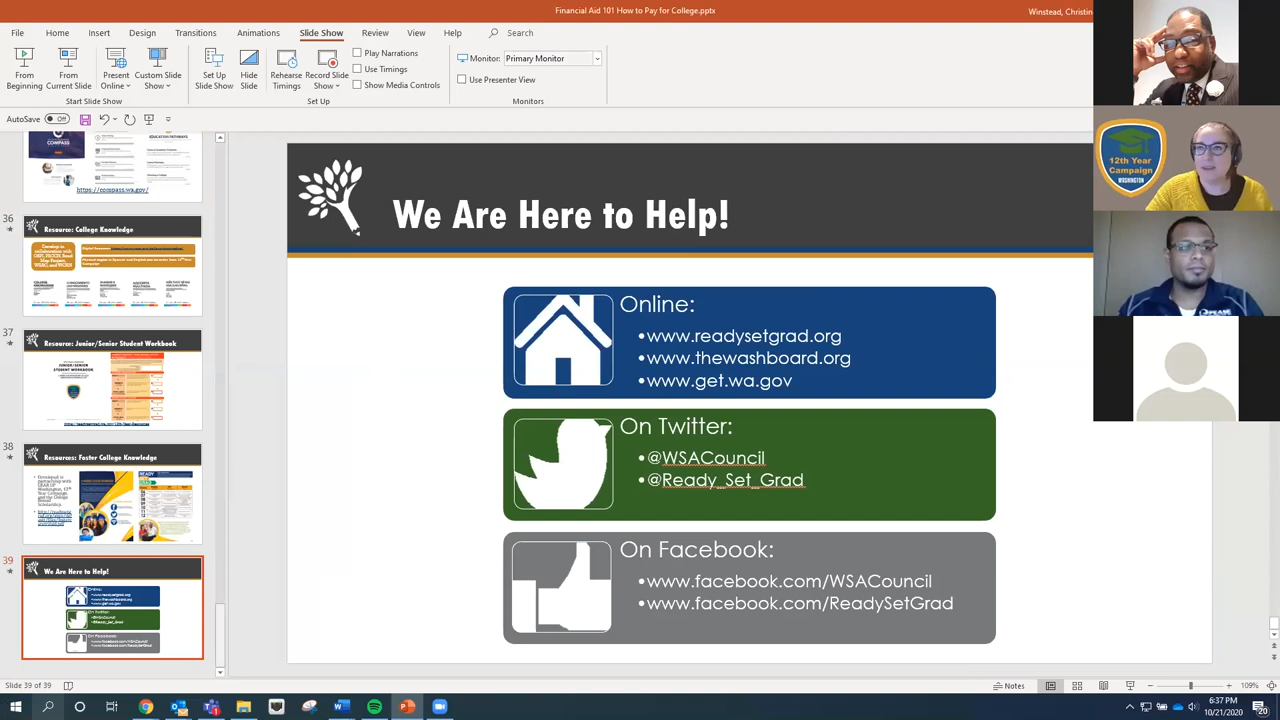 Financial Aid 101 How to Pay for College.pptx
Winstead, Christin
File Home Insert Design Transitions Animations Slide Show Review View Help Search
From Beginning
From Current Slide
Present Online
Custom Slide Show
Start Slide Show
Set Up Slide Show
Hide Slide
Rehearse Timings
Record Slide Show
Play Narrations
Use Timings
Show Media Controls
Set Up
Monitor: Primary Monitor
Use Presenter View
Monitors
AutoSave Off
COMPASS
https://compass.wa.gov/
36
Resource: College Knowledge
37
Resource: Junior/Senior Student Workbook
JUNIOR/SENIOR
STUDENT WORKBOOK
38
Resources: Foster College Knowledge
39
We Are Here to Help!
We Are Here to Help!
Online:
•www.readysetgrad.org
•www.thewashboard.org
•www.get.wa.gov
On Twitter:
•@WSACouncil
•@Ready_Set_Grad
On Facebook:
•www.facebook.com/WSACouncil
•www.facebook.com/ReadySetGrad
12th Year
Campaign
WASHINGTON
Slide 39 of 39
Notes
109%
6:37 PM
10/21/2020
20